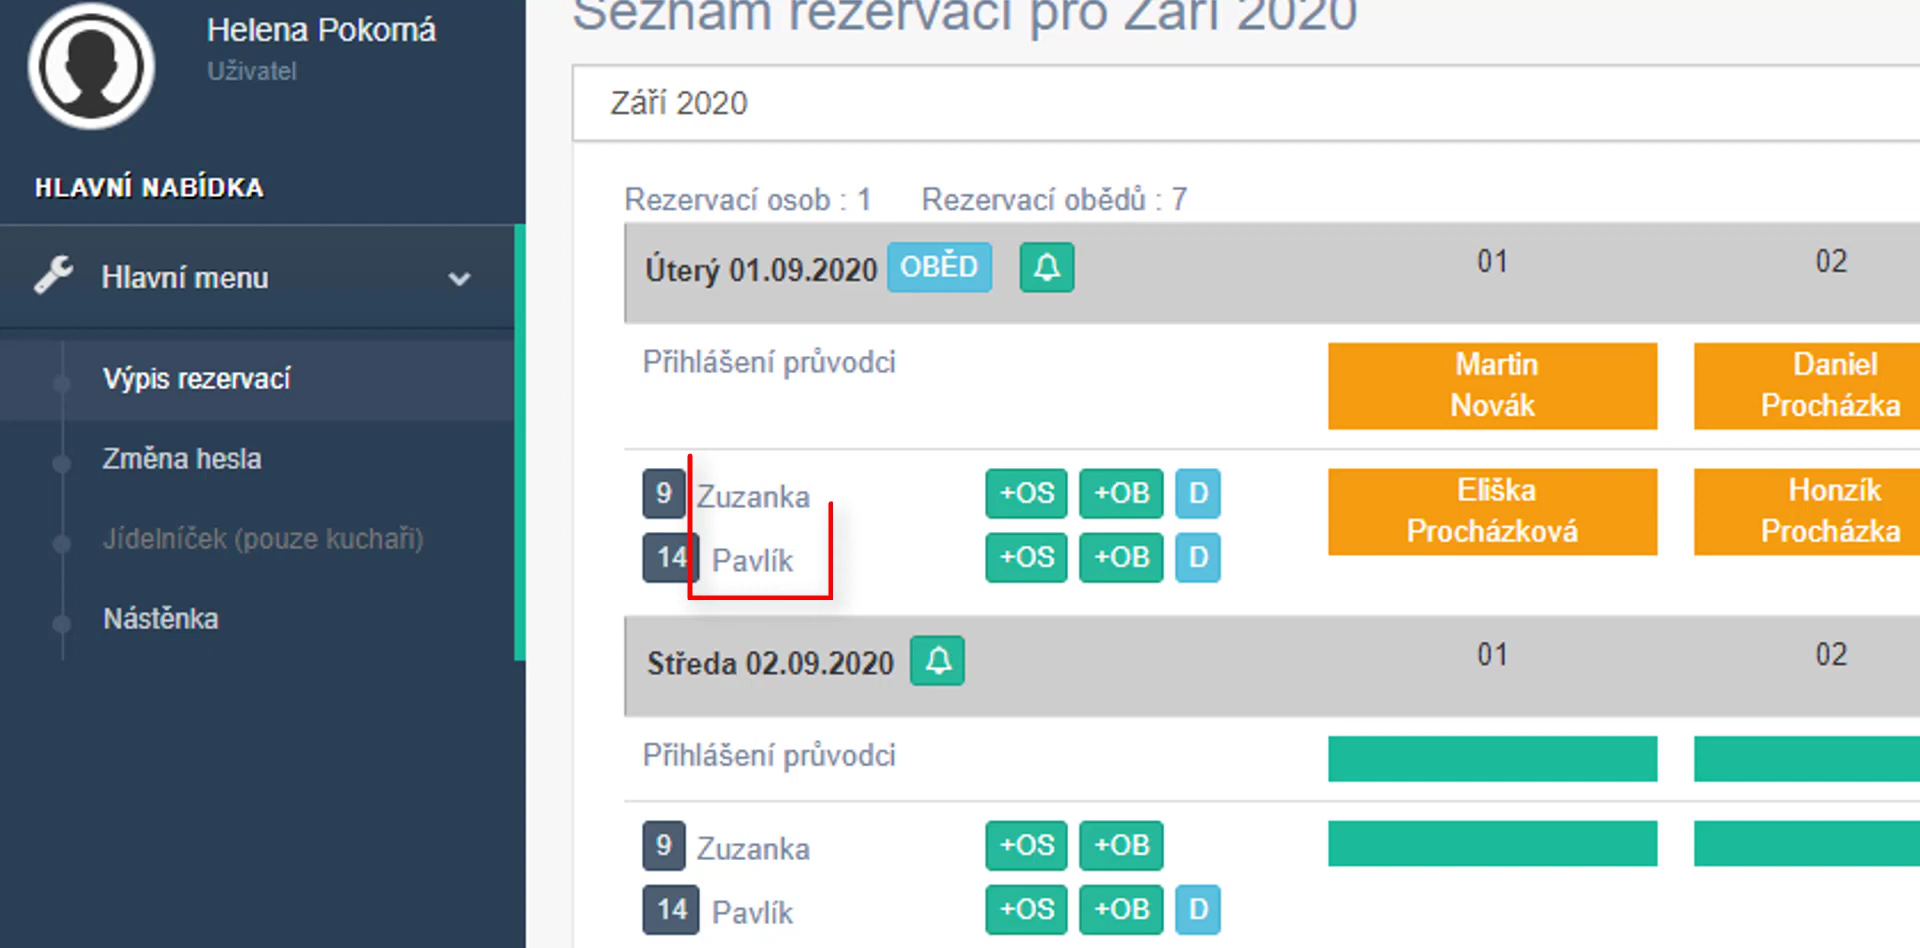 Helena Pokorná
Uživatel
HLAVNÍ NABÍDKA
Hlavní menu
Výpis rezervací
Změna hesla
Jídelníček (pouze kuchaři)
Nástěnka
Seznam rezervací pro Září 2020
Září 2020
Rezervací osob : 1 Rezervací obědů : 7
Úterý 01.09.2020 OBĚD 01 02
Přihlášení průvodci
Martin Novák
Daniel Procházka
9 Zuzanka +OS +OB D
14 Pavlík +OS +OB D
Eliška Procházková
Honzík Procházka
Středa 02.09.2020 01 02
Přihlášení průvodci
9 Zuzanka +OS +OB
14 Pavlík +OS +OB D